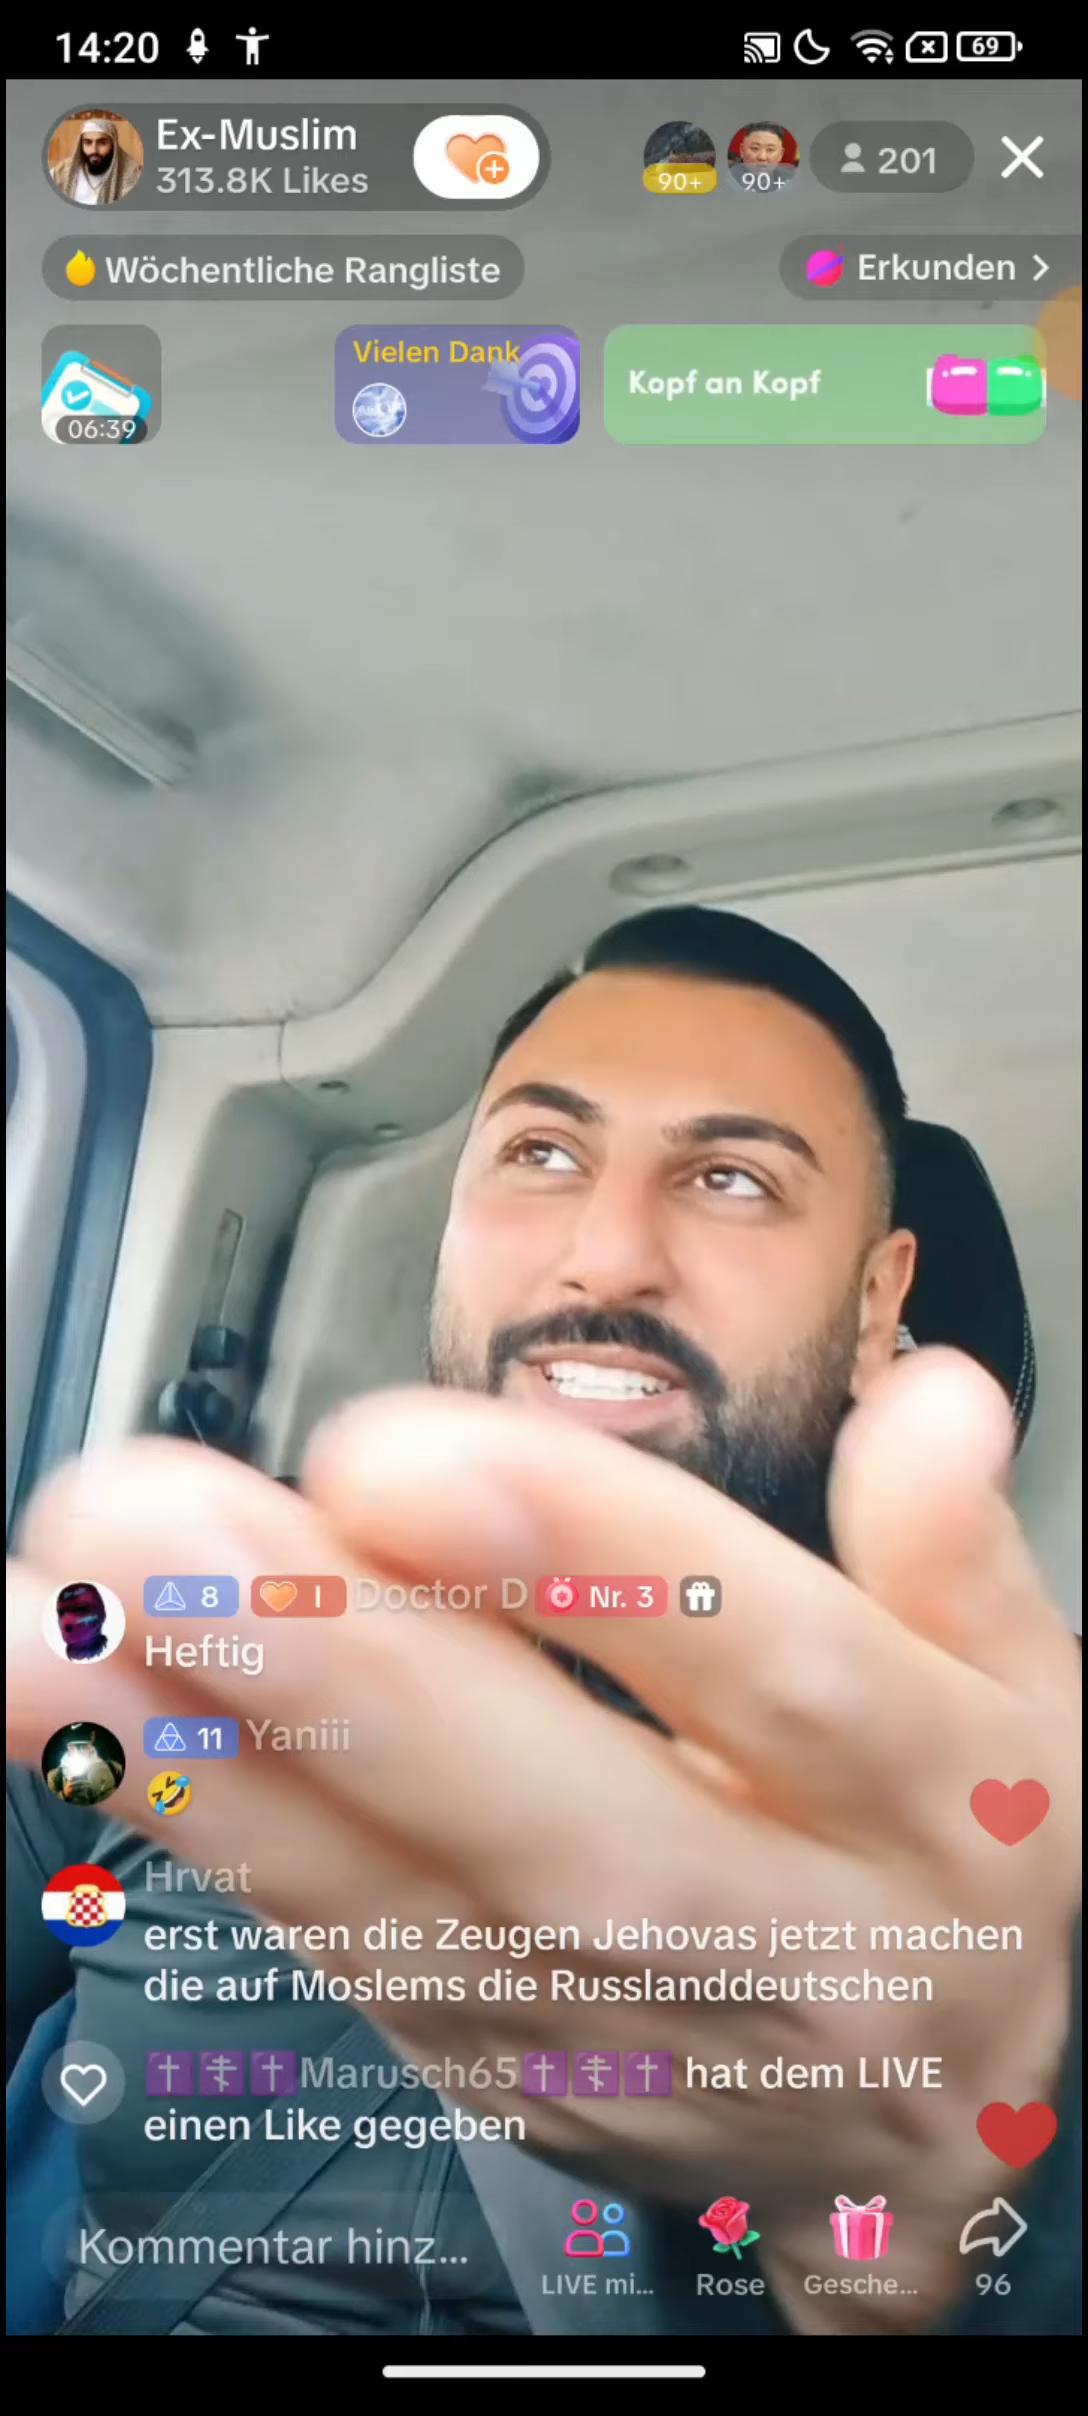 14:20
69
Ex-Muslim
313.8K Likes
90+
90+
201
Wöchentliche Rangliste
Erkunden
Vielen Dank
Kopf an Kopf
06:39
8 I Doctor D Nr. 3
Heftig
11 Yaniii
🤣
Hrvat
erst waren die Zeugen Jehovas jetzt machen
die auf Moslems die Russlanddeutschen
✝️☦️✝️Marusch65✝️☦️✝️ hat dem LIVE
einen Like gegeben
Kommentar hinz...
LIVE mi...
Rose
Gesche...
96